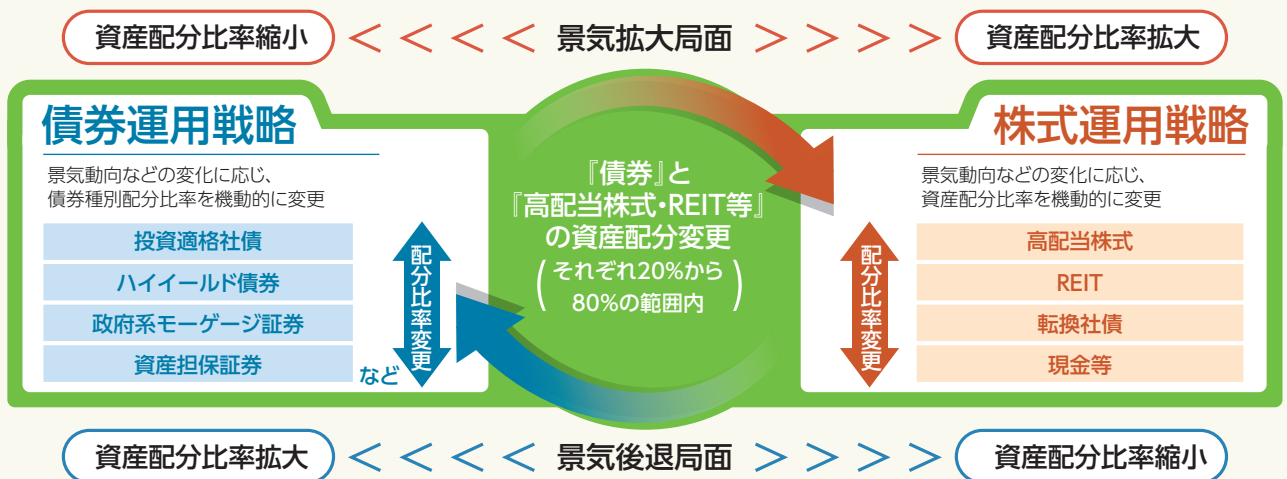 資産配分比率縮小 < < < < < 景気拡大局面 > > > > > 資産配分比率拡大
債券運用戦略
景気動向などの変化に応じ、
債券種別配分比率を機動的に変更
投資適格社債
ハイイールド債券
政府系モーゲージ証券
資産担保証券
など
配分比率変更
『債券』と
『高配当株式・REIT等』
の資産配分変更
(それぞれ20%から
80%の範囲内)
株式運用戦略
景気動向などの変化に応じ、
資産配分比率を機動的に変更
配分比率変更
高配当株式
REIT
転換社債
現金等
資産配分比率拡大 < < < < < 景気後退局面 > > > > > 資産配分比率縮小